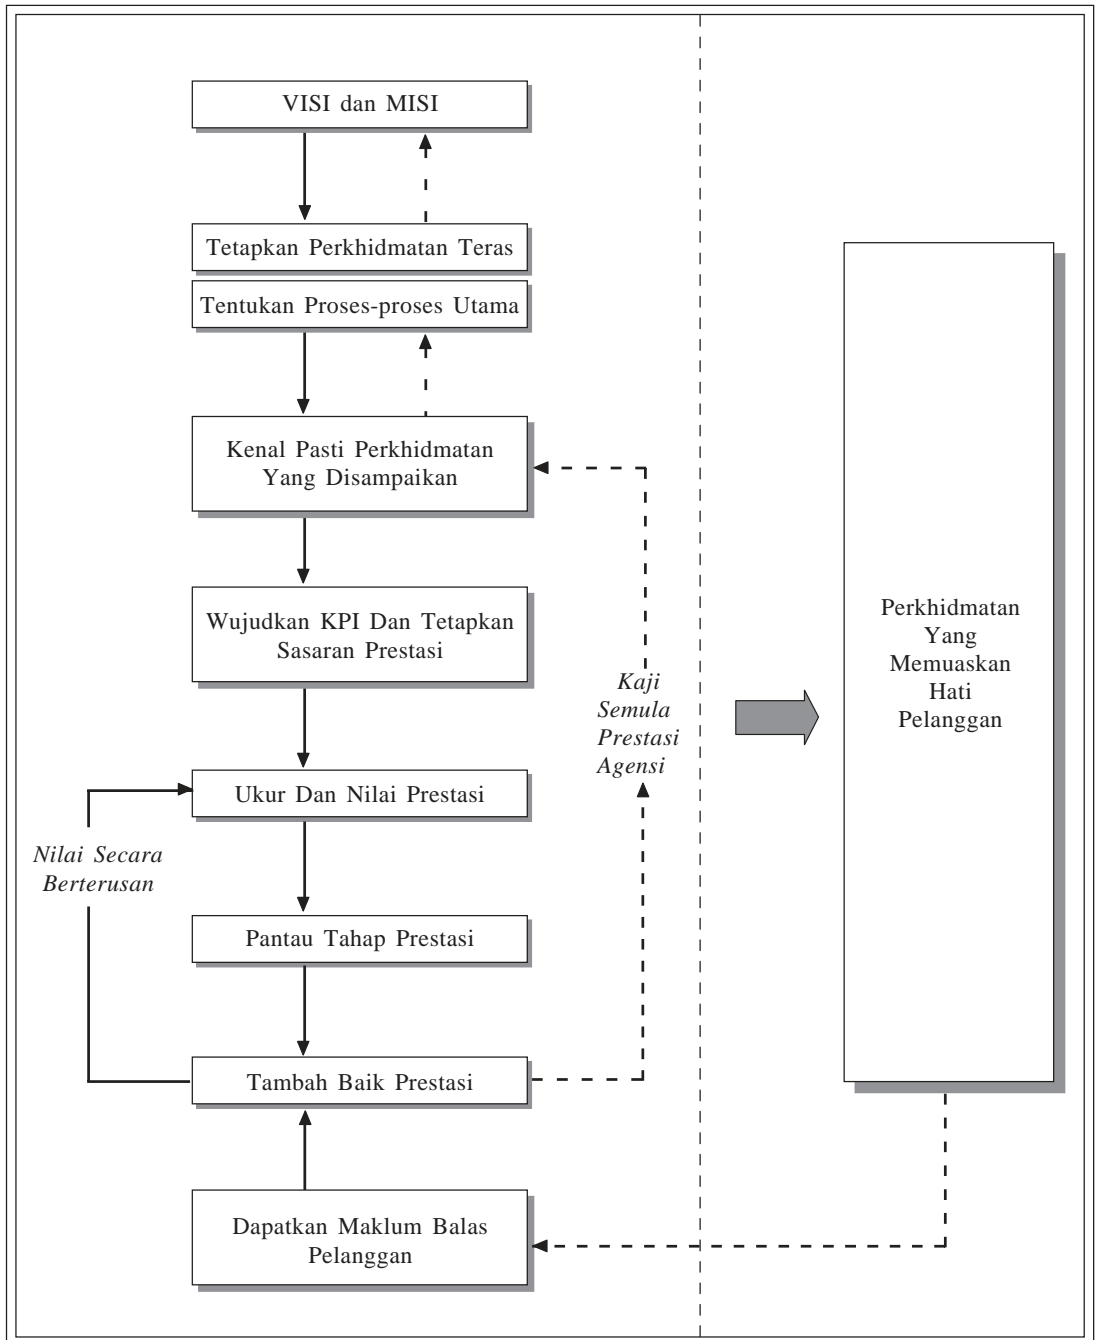 VISI dan MISI
Tetapkan Perkhidmatan Teras
Tentukan Proses-proses Utama
Kenal Pasti Perkhidmatan
Yang Disampaikan
Wujudkan KPI Dan Tetapkan
Sasaran Prestasi
Kaji
Semula
Prestasi
Agensi
Perkhidmatan
Yang
Memuaskan
Hati
Pelanggan
Ukur Dan Nilai Prestasi
Nilai Secara
Berterusan
Pantau Tahap Prestasi
Tambah Baik Prestasi
Dapatkan Maklum Balas
Pelanggan